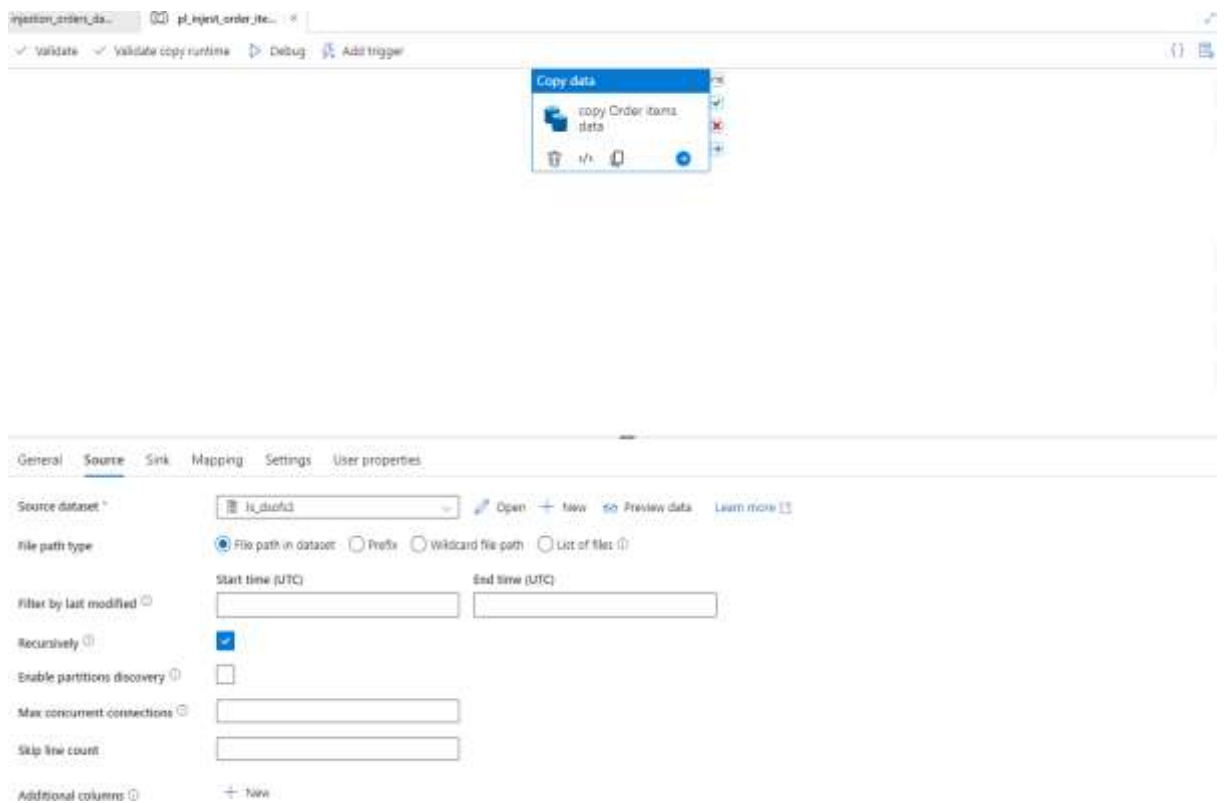 injestion_orders_da... pl_injest_order_ite... ×
Validate Validate copy runtime Debug Add trigger { }
Copy data
copy Order items
data
General Source Sink Mapping Settings User properties
Source dataset * Open + New Preview data Learn more
File path type File path in dataset Prefix Wildcard file path List of files
Start time (UTC) End time (UTC)
Filter by last modified
Recursively
Enable partitions discovery
Max concurrent connections
Skip line count
Additional columns + New